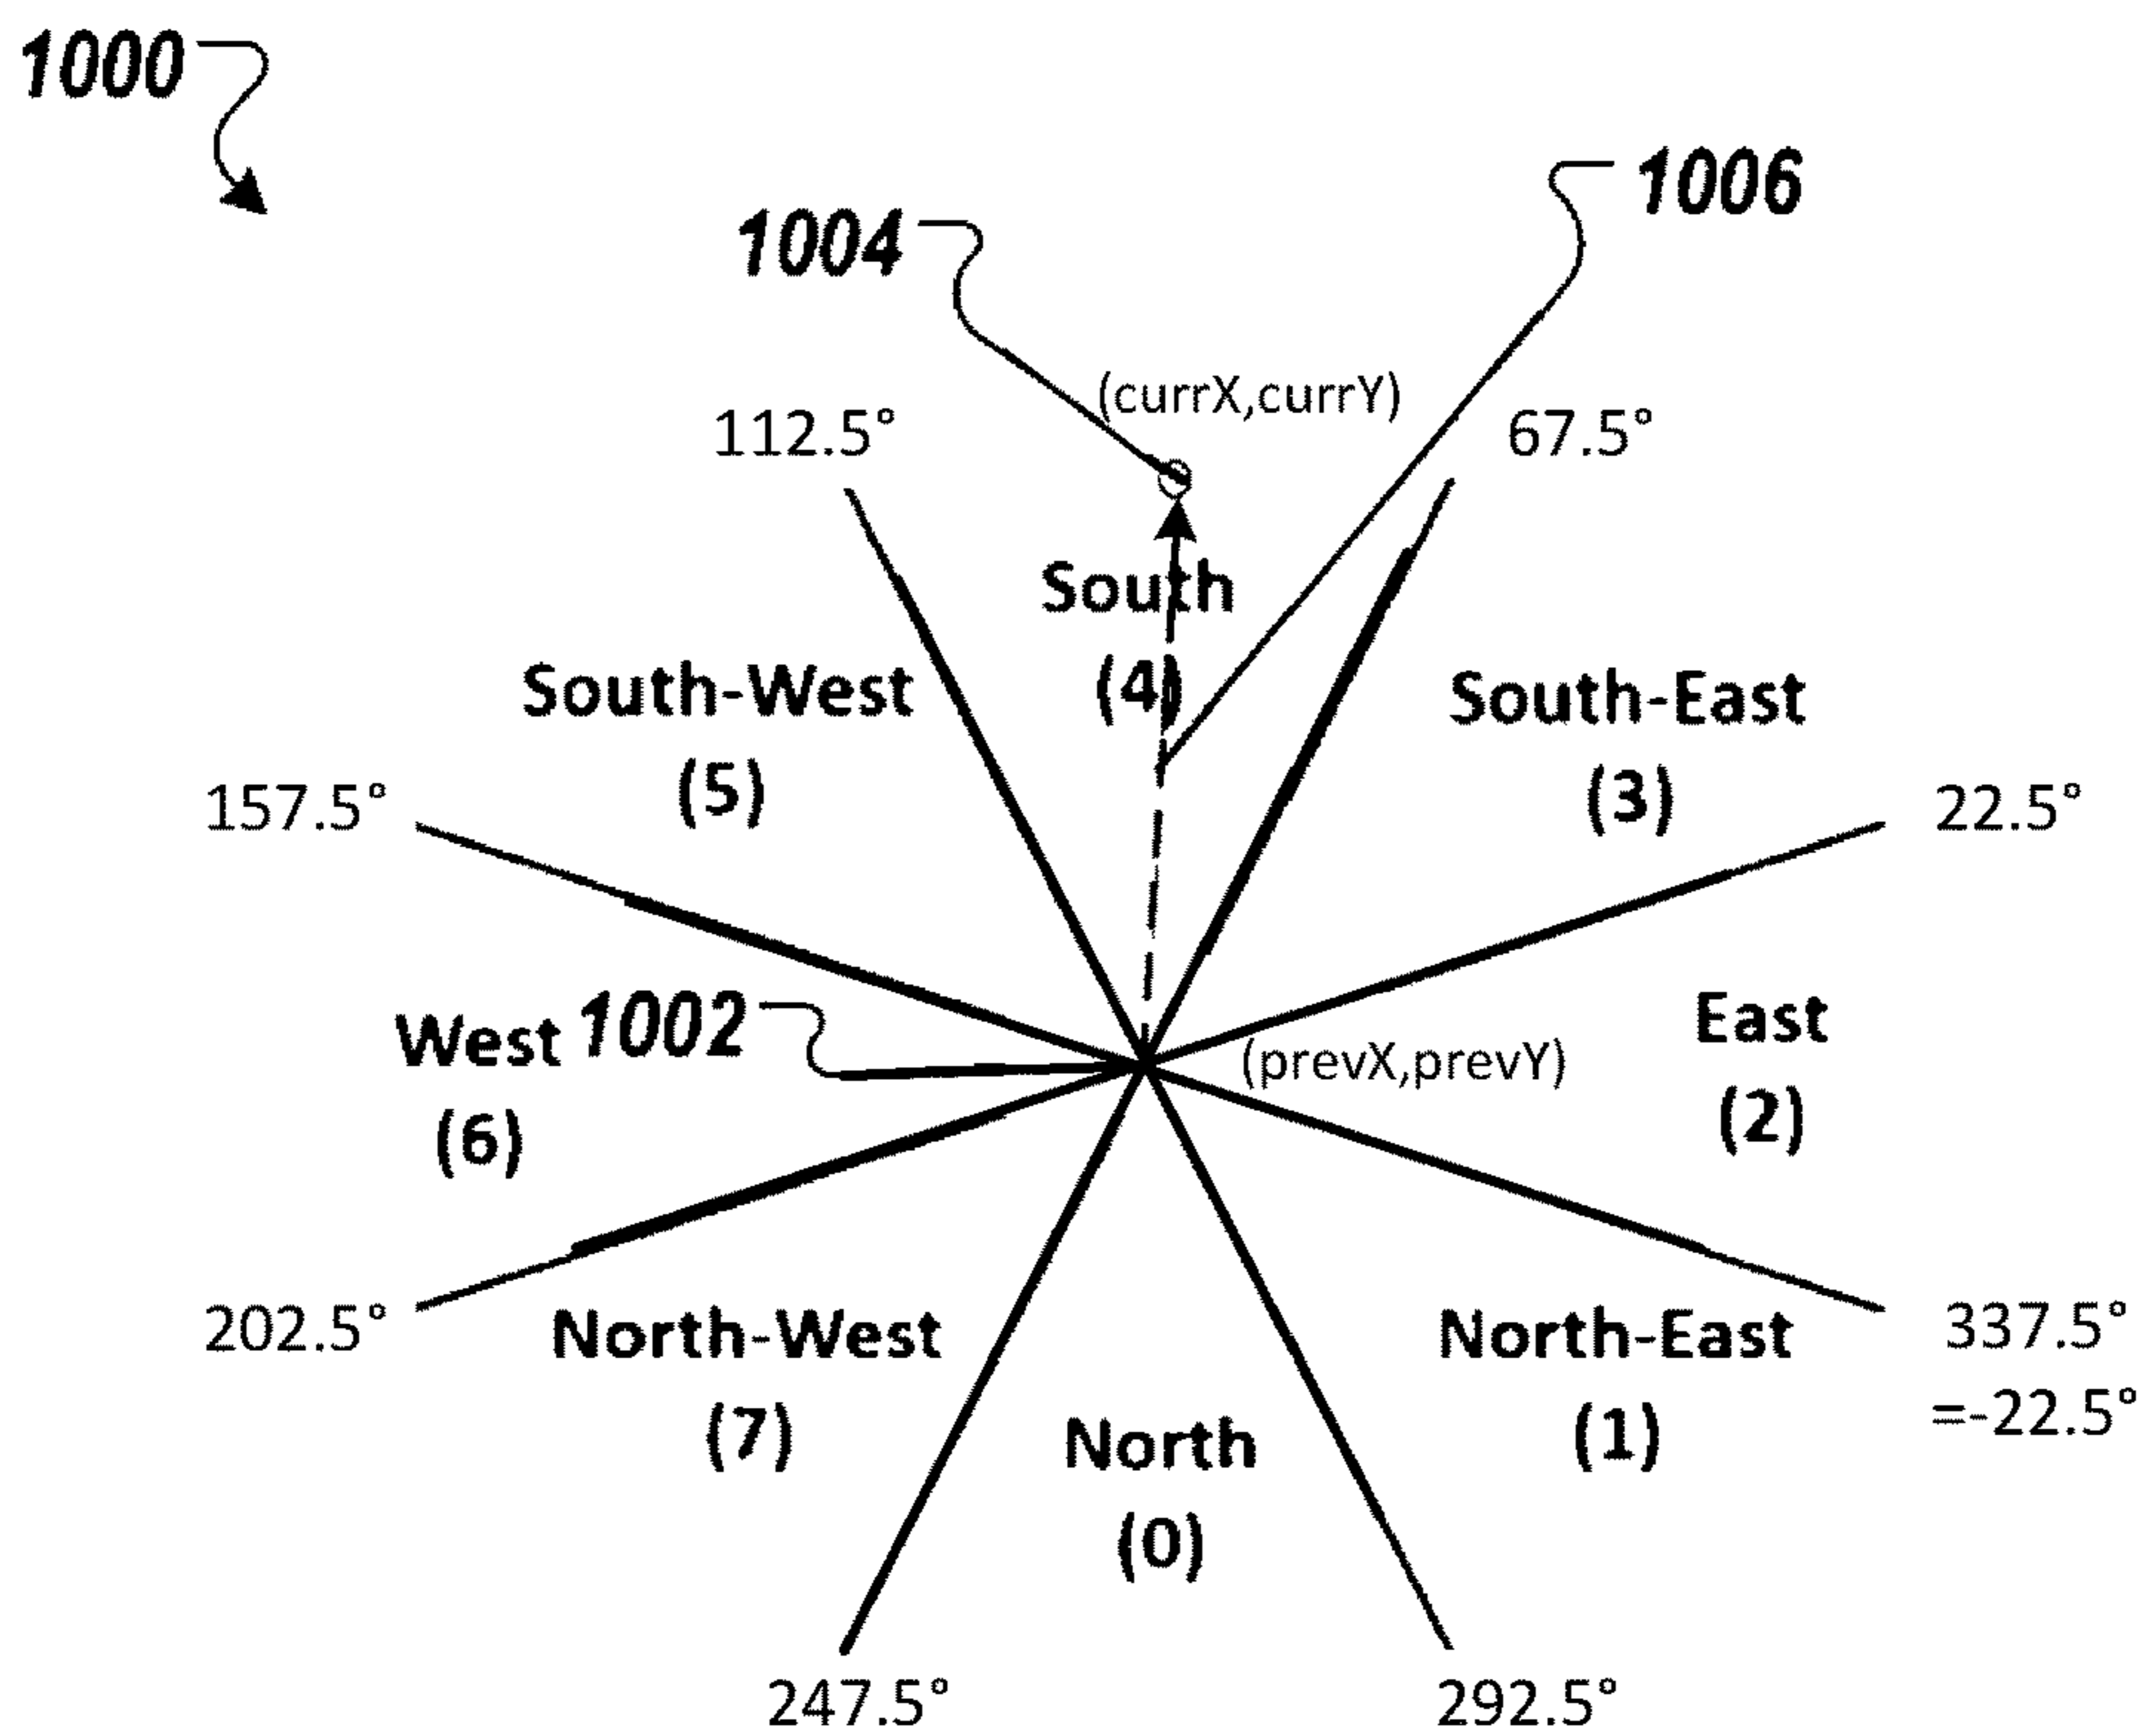 1000
1006
1004
(currX,currY)
112.5°
67.5°
South
(4)
South-West
(5)
South-East
(3)
157.5°
22.5°
West
(6)
1002
(prevX,prevY)
East
(2)
202.5°
North-West
(7)
North
(0)
North-East
(1)
337.5°
=-22.5°
247.5°
292.5°